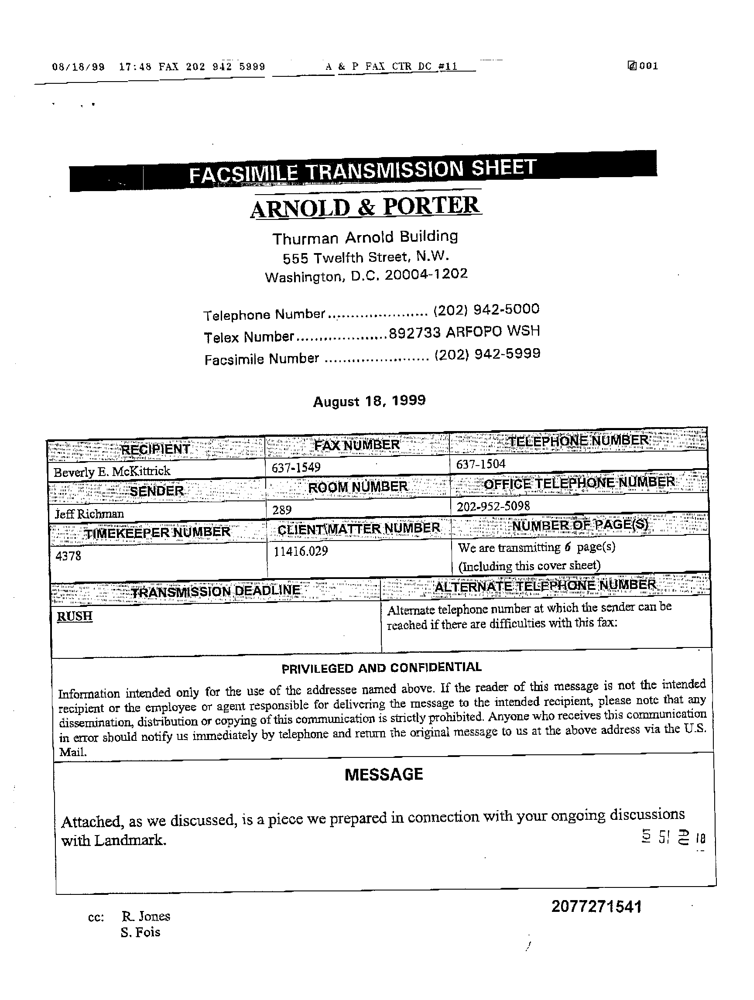 08/18/99 17:48 FAX 202 942 5999 A & P FAX CTR DC #11 001
FACSIMILE TRANSMISSION SHEET
ARNOLD & PORTER
Thurman Arnold Building
555 Twelfth Street, N.W.
Washington, D.C. 20004-1202
Telephone Number...................... (202) 942-5000
Telex Number....................892733 ARFOPO WSH
Facsimile Number ....................... (202) 942-5999
August 18, 1999
RECIPIENT FAX NUMBER TELEPHONE NUMBER
Beverly E. McKittrick 637-1549 637-1504
SENDER ROOM NUMBER OFFICE TELEPHONE NUMBER
Jeff Richman 289 202-952-5098
TIMEKEEPER NUMBER CLIENT\MATTER NUMBER NUMBER OF PAGE(S)
4378 11416.029 We are transmitting 6 page(s)
(Including this cover sheet)
TRANSMISSION DEADLINE ALTERNATE TELEPHONE NUMBER
RUSH Alternate telephone number at which the sender can be
reached if there are difficulties with this fax:
PRIVILEGED AND CONFIDENTIAL
Information intended only for the use of the addressee named above. If the reader of this message is not the intended
recipient or the employee or agent responsible for delivering the message to the intended recipient, please note that any
dissemination, distribution or copying of this communication is strictly prohibited. Anyone who receives this communication
in error should notify us immediately by telephone and return the original message to us at the above address via the U.S.
Mail.
MESSAGE
Attached, as we discussed, is a piece we prepared in connection with your ongoing discussions
with Landmark.
2077271541
cc: R. Jones
S. Fois